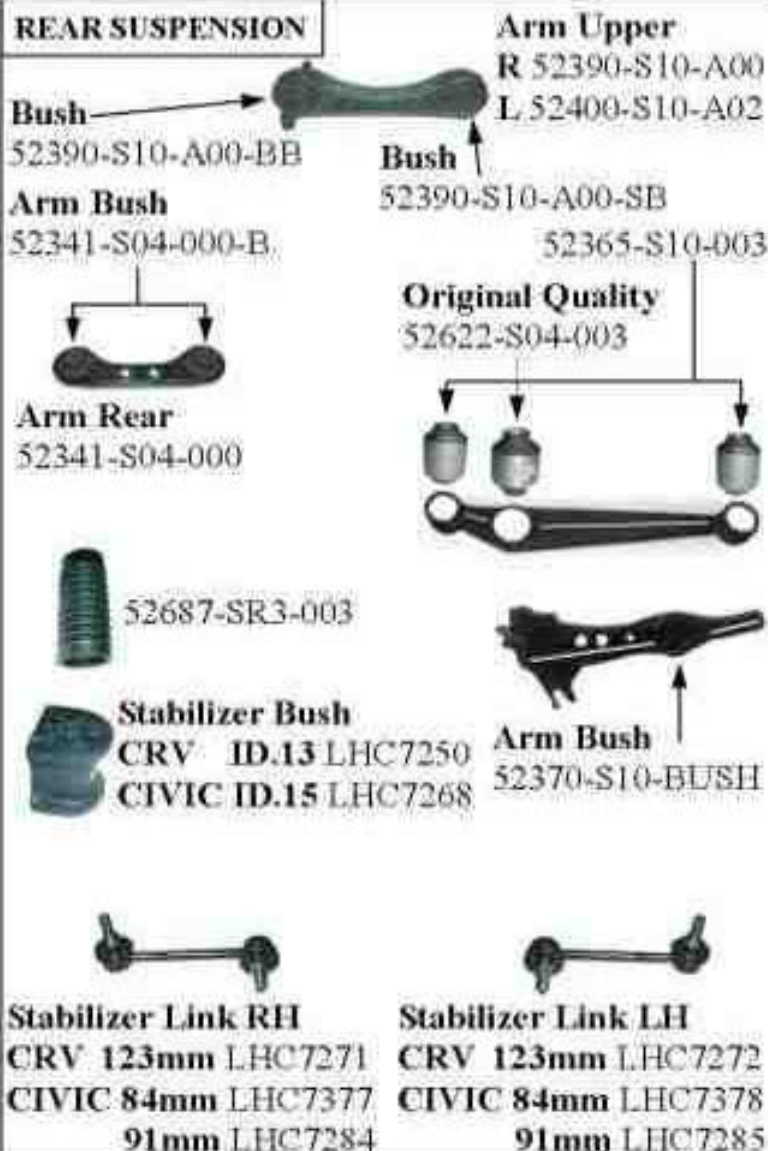 REAR SUSPENSION
Arm Upper
R 52390-S10-A00
L 52400-S10-A02
Bush
52390-S10-A00-BB
Bush
52390-S10-A00-SB
Arm Bush
52341-S04-000-B
52365-S10-003
Original Quality
52622-S04-003
Arm Rear
52341-S04-000
52687-SR3-003
Stabilizer Bush
CRV ID.13 LHC7250
CIVIC ID.15 LHC7268
Arm Bush
52370-S10-BUSH
Stabilizer Link RH
CRV 123mm LHC7271
CIVIC 84mm LHC7377
91mm LHC7284
Stabilizer Link LH
CRV 123mm LHC7272
CIVIC 84mm LHC7378
91mm LHC7285